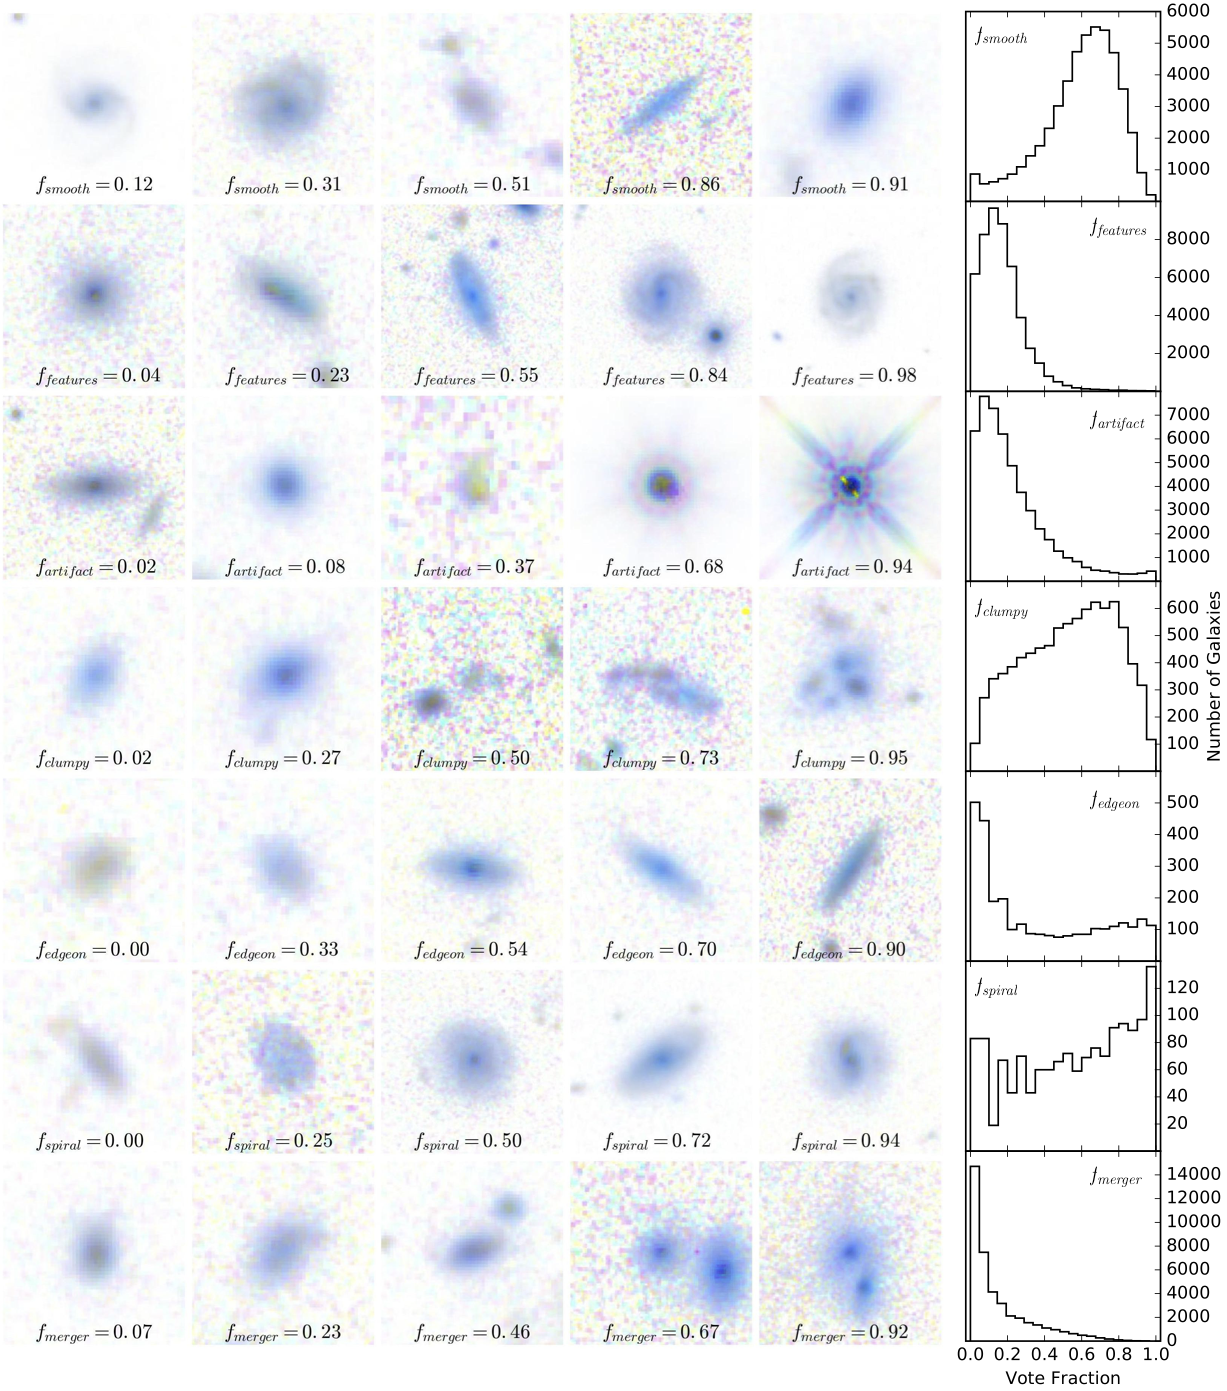 f_smooth = 0.12 f_smooth = 0.31 f_smooth = 0.51 f_smooth = 0.86 f_smooth = 0.91
f_features = 0.04 f_features = 0.23 f_features = 0.55 f_features = 0.84 f_features = 0.98
f_artifact = 0.02 f_artifact = 0.08 f_artifact = 0.37 f_artifact = 0.68 f_artifact = 0.94
f_clumpy = 0.02 f_clumpy = 0.27 f_clumpy = 0.50 f_clumpy = 0.73 f_clumpy = 0.95
f_edgeon = 0.00 f_edgeon = 0.33 f_edgeon = 0.54 f_edgeon = 0.70 f_edgeon = 0.90
f_spiral = 0.00 f_spiral = 0.25 f_spiral = 0.50 f_spiral = 0.72 f_spiral = 0.94
f_merger = 0.07 f_merger = 0.23 f_merger = 0.46 f_merger = 0.67 f_merger = 0.92
f_smooth
6000
5000
4000
3000
2000
1000
f_features
8000
6000
4000
2000
f_artifact
7000
6000
5000
4000
3000
2000
1000
f_clumpy
600
500
400
300
200
100
f_edgeon
500
400
300
200
100
f_spiral
120
100
80
60
40
20
f_merger
14000
12000
10000
8000
6000
4000
2000
0
0.0 0.2 0.4 0.6 0.8 1.0
Vote Fraction
Number of Galaxies